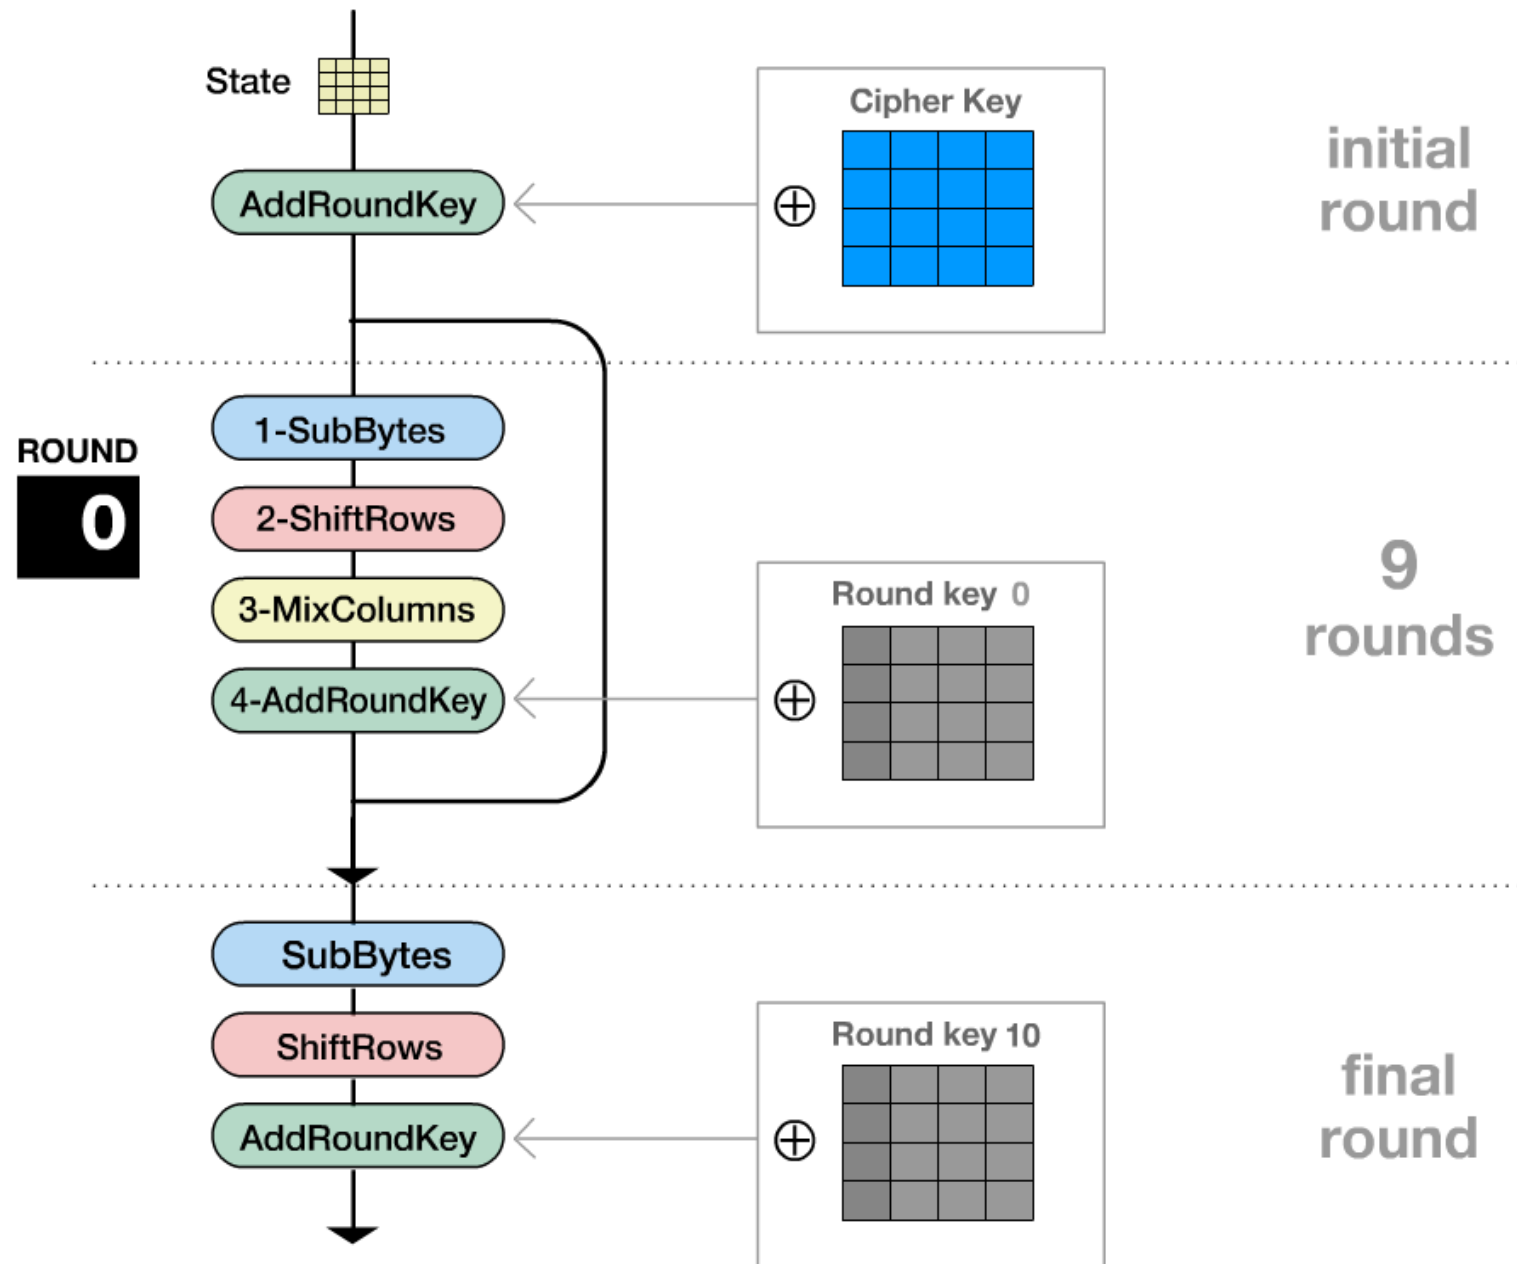 State
Cipher Key
AddRoundKey
initial
round
1-SubBytes
ROUND
0
2-ShiftRows
3-MixColumns
4-AddRoundKey
Round key 0
9
rounds
SubBytes
ShiftRows
AddRoundKey
Round key 10
final
round